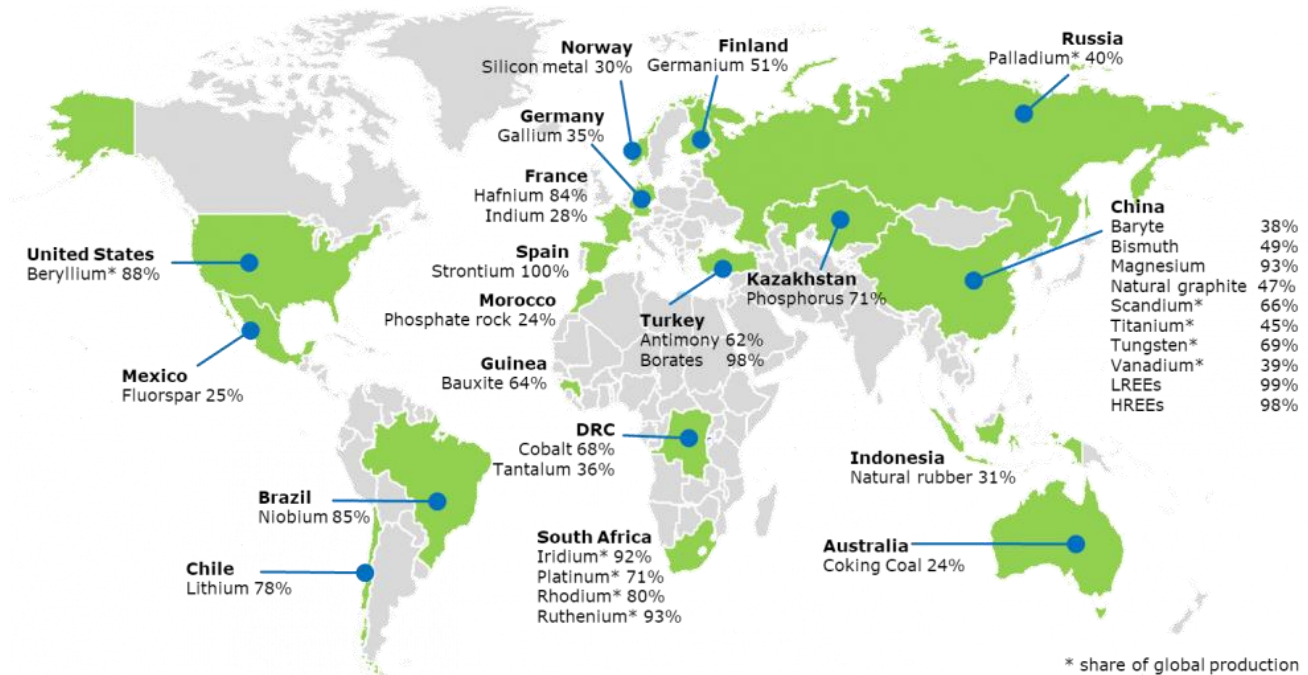 Norway
Silicon metal 30%
Finland
Germanium 51%
Russia
Palladium* 40%
Germany
Gallium 35%
France
Hafnium 84%
Indium 28%
United States
Beryllium* 88%
Spain
Strontium 100%
Morocco
Phosphate rock 24%
Turkey
Antimony 62%
Borates 98%
Kazakhstan
Phosphorus 71%
China
Baryte 38%
Bismuth 49%
Magnesium 93%
Natural graphite 47%
Scandium* 66%
Titanium* 45%
Tungsten* 69%
Vanadium* 39%
LREEs 99%
HREEs 98%
Mexico
Fluorspar 25%
Guinea
Bauxite 64%
DRC
Cobalt 68%
Tantalum 36%
Indonesia
Natural rubber 31%
Brazil
Niobium 85%
Chile
Lithium 78%
South Africa
Iridium* 92%
Platinum* 71%
Rhodium* 80%
Ruthenium* 93%
Australia
Coking Coal 24%
* share of global production